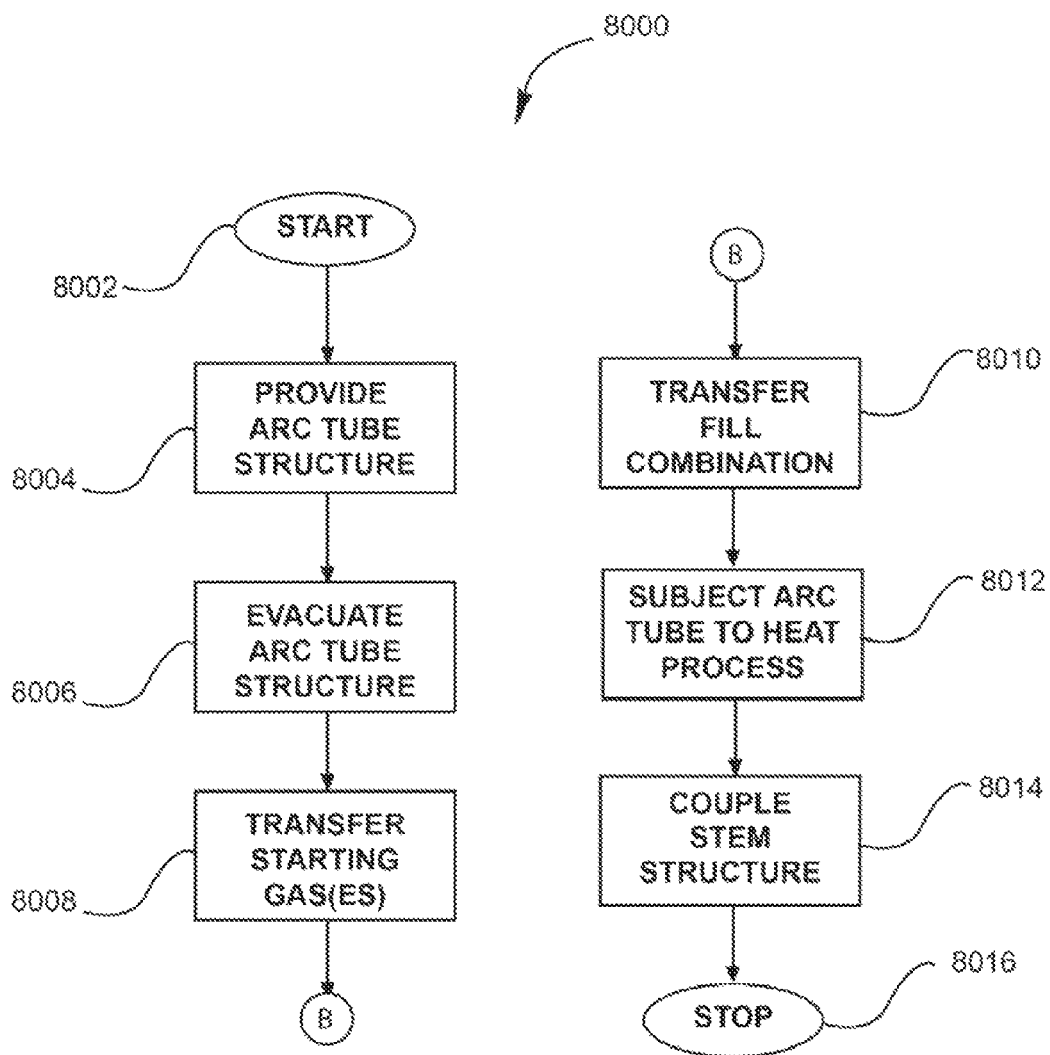 8000
START
8002
PROVIDE
ARC TUBE
STRUCTURE
8004
EVACUATE
ARC TUBE
STRUCTURE
8006
TRANSFER
STARTING
GAS(ES)
8008
B
B
TRANSFER
FILL
COMBINATION
8010
SUBJECT ARC
TUBE TO HEAT
PROCESS
8012
COUPLE
STEM
STRUCTURE
8014
STOP
8016